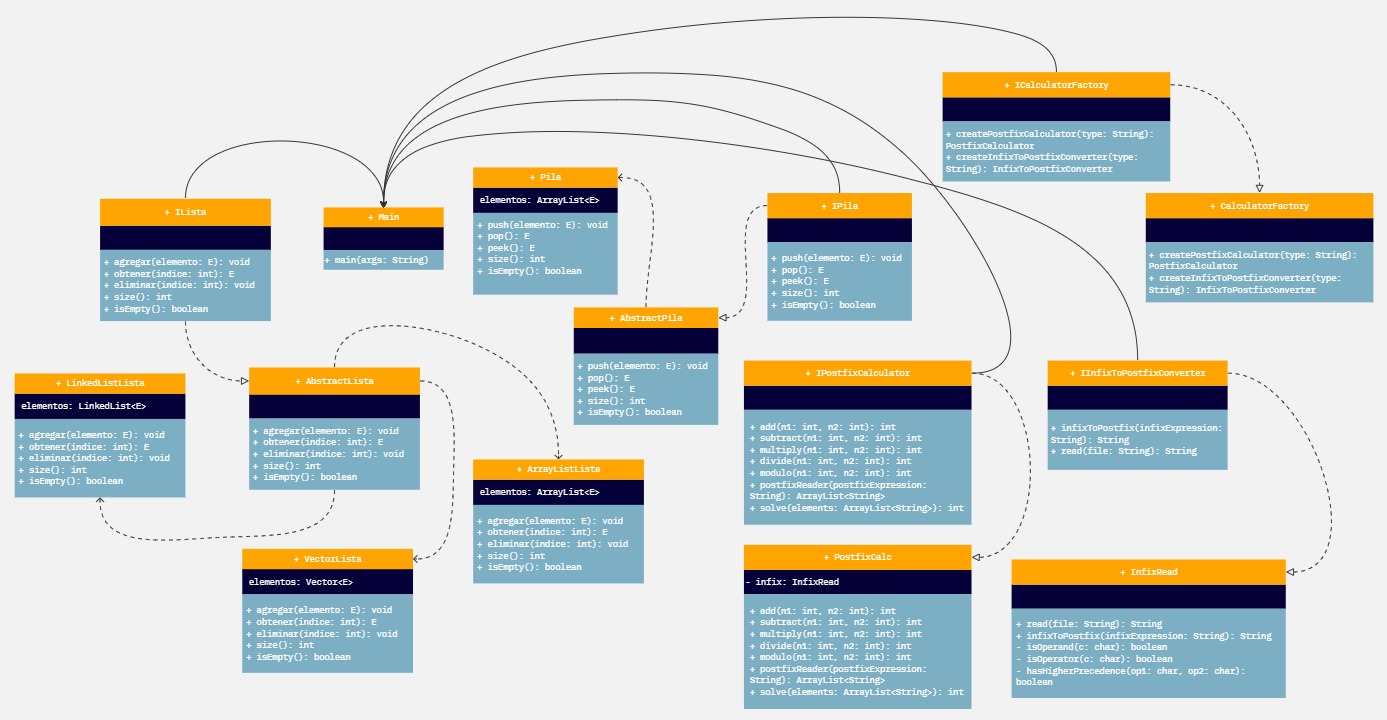 + ICalculatorFactory
+ createPostfixCalculator(type: String):
PostfixCalculator
+ createInfixToPostfixConverter(type:
String): InfixToPostfixConverter
+ CalculatorFactory
+ createPostfixCalculator(type: String):
PostfixCalculator
+ createInfixToPostfixConverter(type:
String): InfixToPostfixConverter
+ ILista
+ agregar(elemento: E): void
+ obtener(indice: int): E
+ eliminar(indice: int): void
+ size(): int
+ isEmpty(): boolean
+ Main
+ main(args: String)
+ Pila
elementos: ArrayList<E>
+ push(elemento: E): void
+ pop(): E
+ peek(): E
+ size(): int
+ isEmpty(): boolean
+ IPila
+ push(elemento: E): void
+ pop(): E
+ peek(): E
+ size(): int
+ isEmpty(): boolean
+ AbstractPila
+ push(elemento: E): void
+ pop(): E
+ peek(): E
+ size(): int
+ isEmpty(): boolean
+ LinkedListLista
elementos: LinkedList<E>
+ agregar(elemento: E): void
+ obtener(indice: int): E
+ eliminar(indice: int): void
+ size(): int
+ isEmpty(): boolean
+ AbstractLista
+ agregar(elemento: E): void
+ obtener(indice: int): E
+ eliminar(indice: int): void
+ size(): int
+ isEmpty(): boolean
+ ArrayListLista
elementos: ArrayList<E>
+ agregar(elemento: E): void
+ obtener(indice: int): E
+ eliminar(indice: int): void
+ size(): int
+ isEmpty(): boolean
+ VectorLista
elementos: Vector<E>
+ agregar(elemento: E): void
+ obtener(indice: int): E
+ eliminar(indice: int): void
+ size(): int
+ isEmpty(): boolean
+ IPostfixCalculator
+ add(n1: int, n2: int): int
+ subtract(n1: int, n2: int): int
+ multiply(n1: int, n2: int): int
+ divide(n1: int, n2: int): int
+ modulo(n1: int, n2: int): int
+ postfixReader(postfixExpression:
String): ArrayList<String>
+ solve(elements: ArrayList<String>): int
+ IInfixToPostfixConverter
+ infixToPostfix(infixExpression:
String): String
+ read(file: String): String
+ PostfixCalc
- infix: InfixRead
+ add(n1: int, n2: int): int
+ subtract(n1: int, n2: int): int
+ multiply(n1: int, n2: int): int
+ divide(n1: int, n2: int): int
+ modulo(n1: int, n2: int): int
+ postfixReader(postfixExpression:
String): ArrayList<String>
+ solve(elements: ArrayList<String>): int
+ InfixRead
+ read(file: String): String
+ infixToPostfix(infixExpression: String): String
- isOperand(c: char): boolean
- isOperator(c: char): boolean
- hasHigherPrecedence(op1: char, op2: char):
boolean